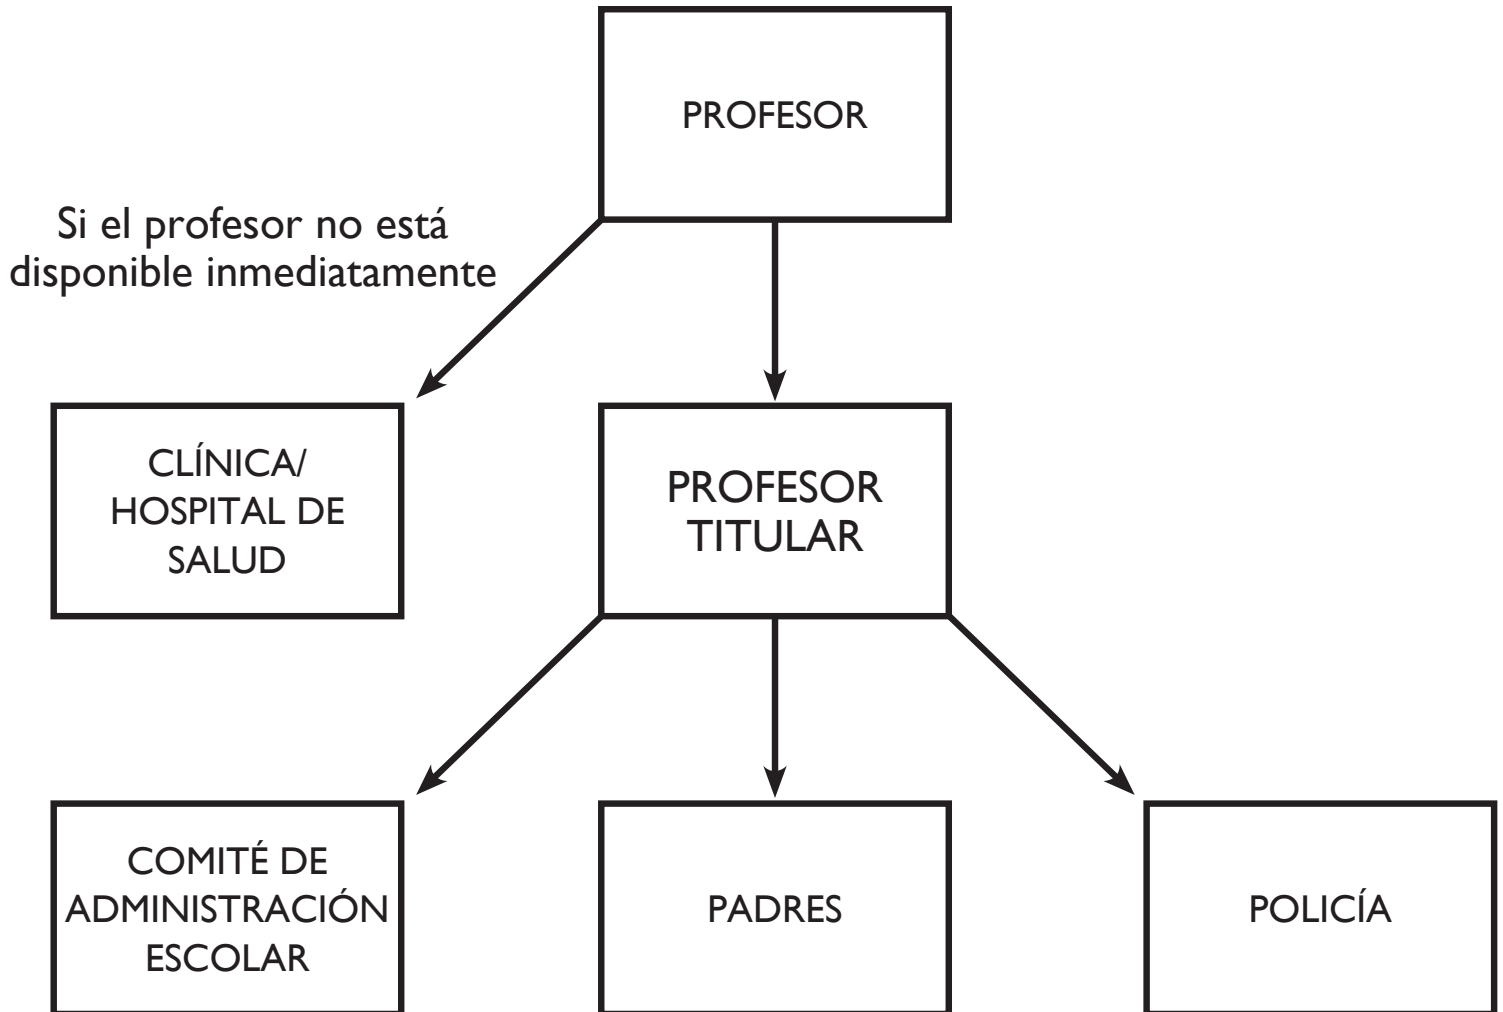 PROFESOR
Si el profesor no está
disponible inmediatamente
CLÍNICA/
HOSPITAL DE
SALUD
PROFESOR
TITULAR
COMITÉ DE
ADMINISTRACIÓN
ESCOLAR
PADRES
POLICÍA